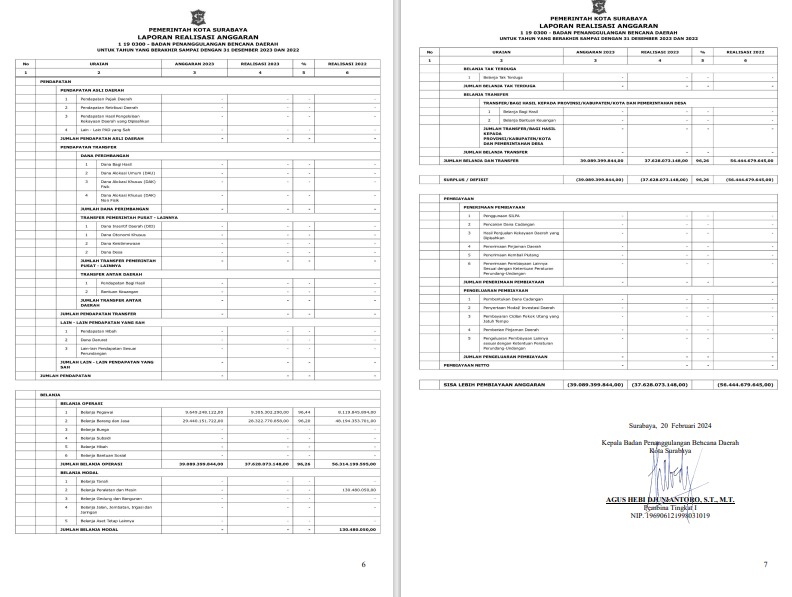 PEMERINTAH KOTA SURABAYA
LAPORAN REALISASI ANGGARAN
1 19 0300 - BADAN PENANGGULANGAN BENCANA DAERAH
UNTUK TAHUN YANG BERAKHIR SAMPAI DENGAN 31 DESEMBER 2023 DAN 2022
No URAIAN ANGGARAN 2023 REALISASI 2023 % REALISASI 2022
1 2 3 4 5 6
PENDAPATAN
PENDAPATAN ASLI DAERAH
1 Pendapatan Pajak Daerah - - - -
2 Pendapatan Retribusi Daerah - - - -
3 Pendapatan Hasil Pengelolaan - - - -
Kekayaan Daerah yang Dipisahkan
4 Lain - Lain PAD yang Sah - - - -
JUMLAH PENDAPATAN ASLI DAERAH - - - -
PENDAPATAN TRANSFER
DANA PERIMBANGAN
1 Dana Bagi Hasil - - - -
2 Dana Alokasi Umum (DAU) - - - -
3 Dana Alokasi Khusus (DAK) - - - -
Fisik
4 Dana Alokasi Khusus (DAK) - - - -
Non Fisik
JUMLAH DANA PERIMBANGAN - - - -
TRANSFER PEMERINTAH PUSAT - LAINNYA
1 Dana Insentif Daerah (DID) - - - -
2 Dana Otonomi Khusus - - - -
3 Dana Keistimewaan - - - -
4 Dana Desa - - - -
JUMLAH TRANSFER PEMERINTAH - - - -
PUSAT - LAINNYA
TRANSFER ANTAR DAERAH
1 Pendapatan Bagi Hasil - - - -
2 Bantuan Keuangan - - - -
JUMLAH TRANSFER ANTAR - - - -
DAERAH
JUMLAH PENDAPATAN TRANSFER - - - -
LAIN - LAIN PENDAPATAN YANG SAH
1 Pendapatan Hibah - - - -
2 Dana Darurat - - - -
3 Lain-lain Pendapatan Sesuai - - - -
Perundangan
JUMLAH LAIN - LAIN PENDAPATAN YANG - - - -
SAH
JUMLAH PENDAPATAN - - - -
BELANJA
BELANJA OPERASI
1 Belanja Pegawai 9.649.248.122,00 96,44
2 Belanja Barang dan Jasa 29.440.151.722,00 96,20
3 Belanja Bunga - - - -
4 Belanja Subsidi - - - -
5 Belanja Hibah - - - -
6 Belanja Bantuan Sosial - - - -
JUMLAH BELANJA OPERASI 39.089.399.844,00 37.628.073.148,00 96,26 56.314.199.595,00
BELANJA MODAL
1 Belanja Tanah - - - -
2 Belanja Peralatan dan Mesin - - - 130.480.050,00
3 Belanja Gedung dan Bangunan - - - -
4 Belanja Jalan, Jembatan, Irigasi dan - - - -
Jaringan
5 Belanja Aset Tetap Lainnya - - - -
JUMLAH BELANJA MODAL - - - 130.480.050,00
6
PEMERINTAH KOTA SURABAYA
LAPORAN REALISASI ANGGARAN
1 19 0300 - BADAN PENANGGULANGAN BENCANA DAERAH
UNTUK TAHUN YANG BERAKHIR SAMPAI DENGAN 31 DESEMBER 2023 DAN 2022
No URAIAN ANGGARAN 2023 REALISASI 2023 % REALISASI 2022
1 2 3 4 5 6
BELANJA TAK TERDUGA
1 Belanja Tak Terduga - - - -
JUMLAH BELANJA TAK TERDUGA - - - -
BELANJA TRANSFER
TRANSFER/BAGI HASIL KEPADA PROVINSI/KABUPATEN/KOTA DAN PEMERINTAHAN DESA
1 Belanja Bagi Hasil - - - -
2 Belanja Bantuan Keuangan - - - -
JUMLAH TRANSFER/BAGI HASIL - - - -
KEPADA
PROVINSI/KABUPATEN/KOTA
DAN PEMERINTAHAN DESA
JUMLAH BELANJA TRANSFER - - - -
JUMLAH BELANJA DAN TRANSFER 39.089.399.844,00 37.628.073.148,00 96,26 56.444.679.645,00
SURPLUS / DEFISIT (39.089.399.844,00) (37.628.073.148,00) 96,26 (56.444.679.645,00)
PEMBIAYAAN
PENERIMAAN PEMBIAYAAN
1 Penggunaan SILPA - - - -
2 Pencairan Dana Cadangan - - - -
3 Hasil Penjualan Kekayaan Daerah yang - - - -
Dipisahkan
4 Penerimaan Pinjaman Daerah - - - -
5 Penerimaan Kembali Piutang - - - -
6 Penerimaan Pembiayaan Lainnya - - - -
Sesuai dengan Ketentuan Peraturan
Perundang-Undangan
JUMLAH PENERIMAAN PEMBIAYAAN - - - -
PENGELUARAN PEMBIAYAAN
1 Pembentukan Dana Cadangan - - - -
2 Penyertaan Modal/ Investasi Daerah - - - -
3 Pembayaran Cicilan Pokok Utang yang - - - -
Jatuh Tempo
4 Pemberian Pinjaman Daerah - - - -
5 Pengeluaran Pembiayaan Lainnya - - - -
sesuai dengan Ketentuan Peraturan
Perundang-Undangan
JUMLAH PENGELUARAN PEMBIAYAAN - - - -
PEMBIAYAAN NETTO - - - -
SISA LEBIH PEMBIAYAAN ANGGARAN (39.089.399.844,00) (37.628.073.148,00) (56.444.679.645,00)
Surabaya, 20 Februari 2024
Kepala Badan Penanggulangan Bencana Daerah
Kota Surabaya
AGUS HEBI DJUNIANTORO, S.T., M.T.
Pembina Tingkat I
NIP. 196906121998031019
7